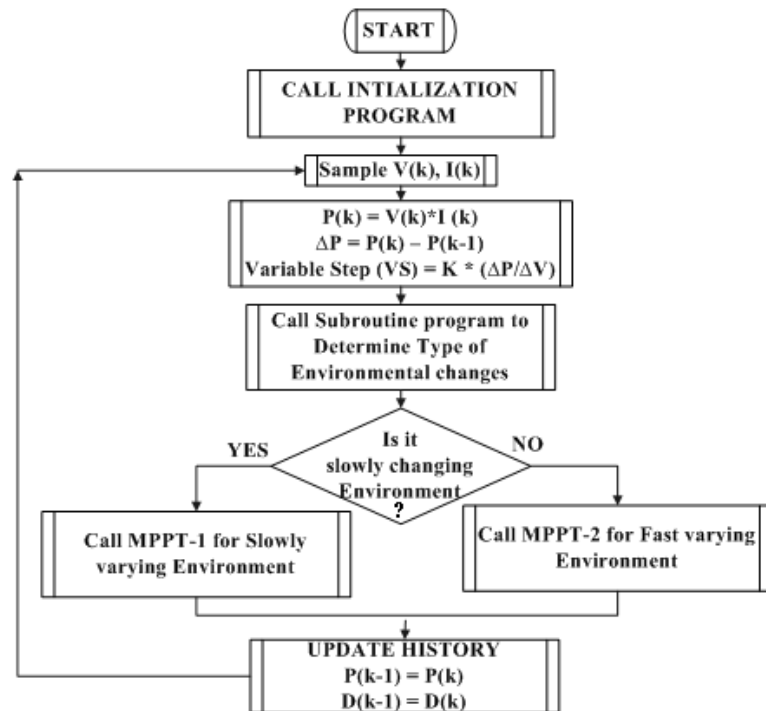 START
CALL INTIALIZATION
PROGRAM
Sample V(k), I(k)
P(k) = V(k)*I (k)
ΔP = P(k) – P(k-1)
Variable Step (VS) = K * (ΔP/ΔV)
Call Subroutine program to
Determine Type of
Environmental changes
YES
Is it
slowly changing
Environment
?
NO
Call MPPT-1 for Slowly
varying Environment
Call MPPT-2 for Fast varying
Environment
UPDATE HISTORY
P(k-1) = P(k)
D(k-1) = D(k)